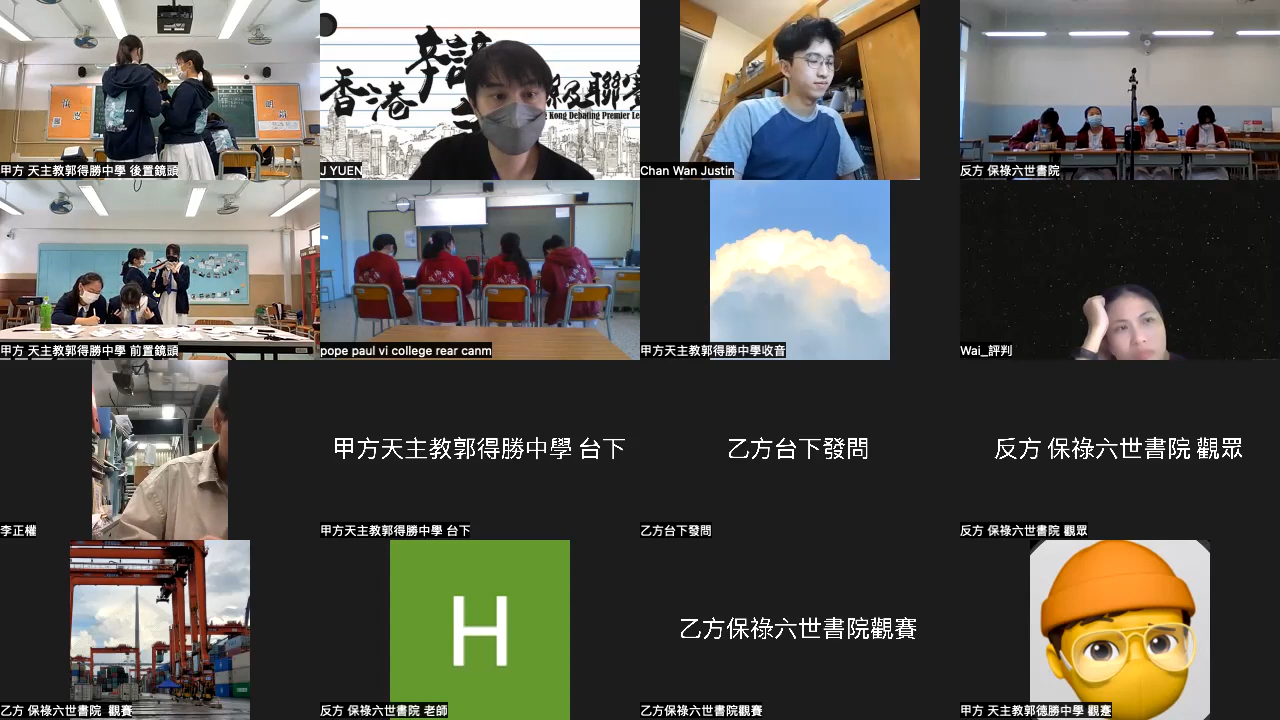 甲方 天主教郭得勝中學 後置鏡頭
香港辯
級聯賽
Kong Debating Premier Le
J YUEN
Chan Wan Justin
反方 保祿六世書院
甲方 天主教郭得勝中學 前置鏡頭
pope paul vi college rear canm
甲方天主教郭得勝中學收音
Wai_評判
李正權
甲方天主教郭得勝中學 台下
甲方天主教郭得勝中學 台下
乙方台下發問
乙方台下發問
反方 保祿六世書院 觀眾
反方 保祿六世書院 觀眾
乙方 保祿六世書院 觀賽
H
反方 保祿六世書院 老師
乙方保祿六世書院觀賽
乙方保祿六世書院觀賽
甲方 天主教郭德勝中學 觀賽